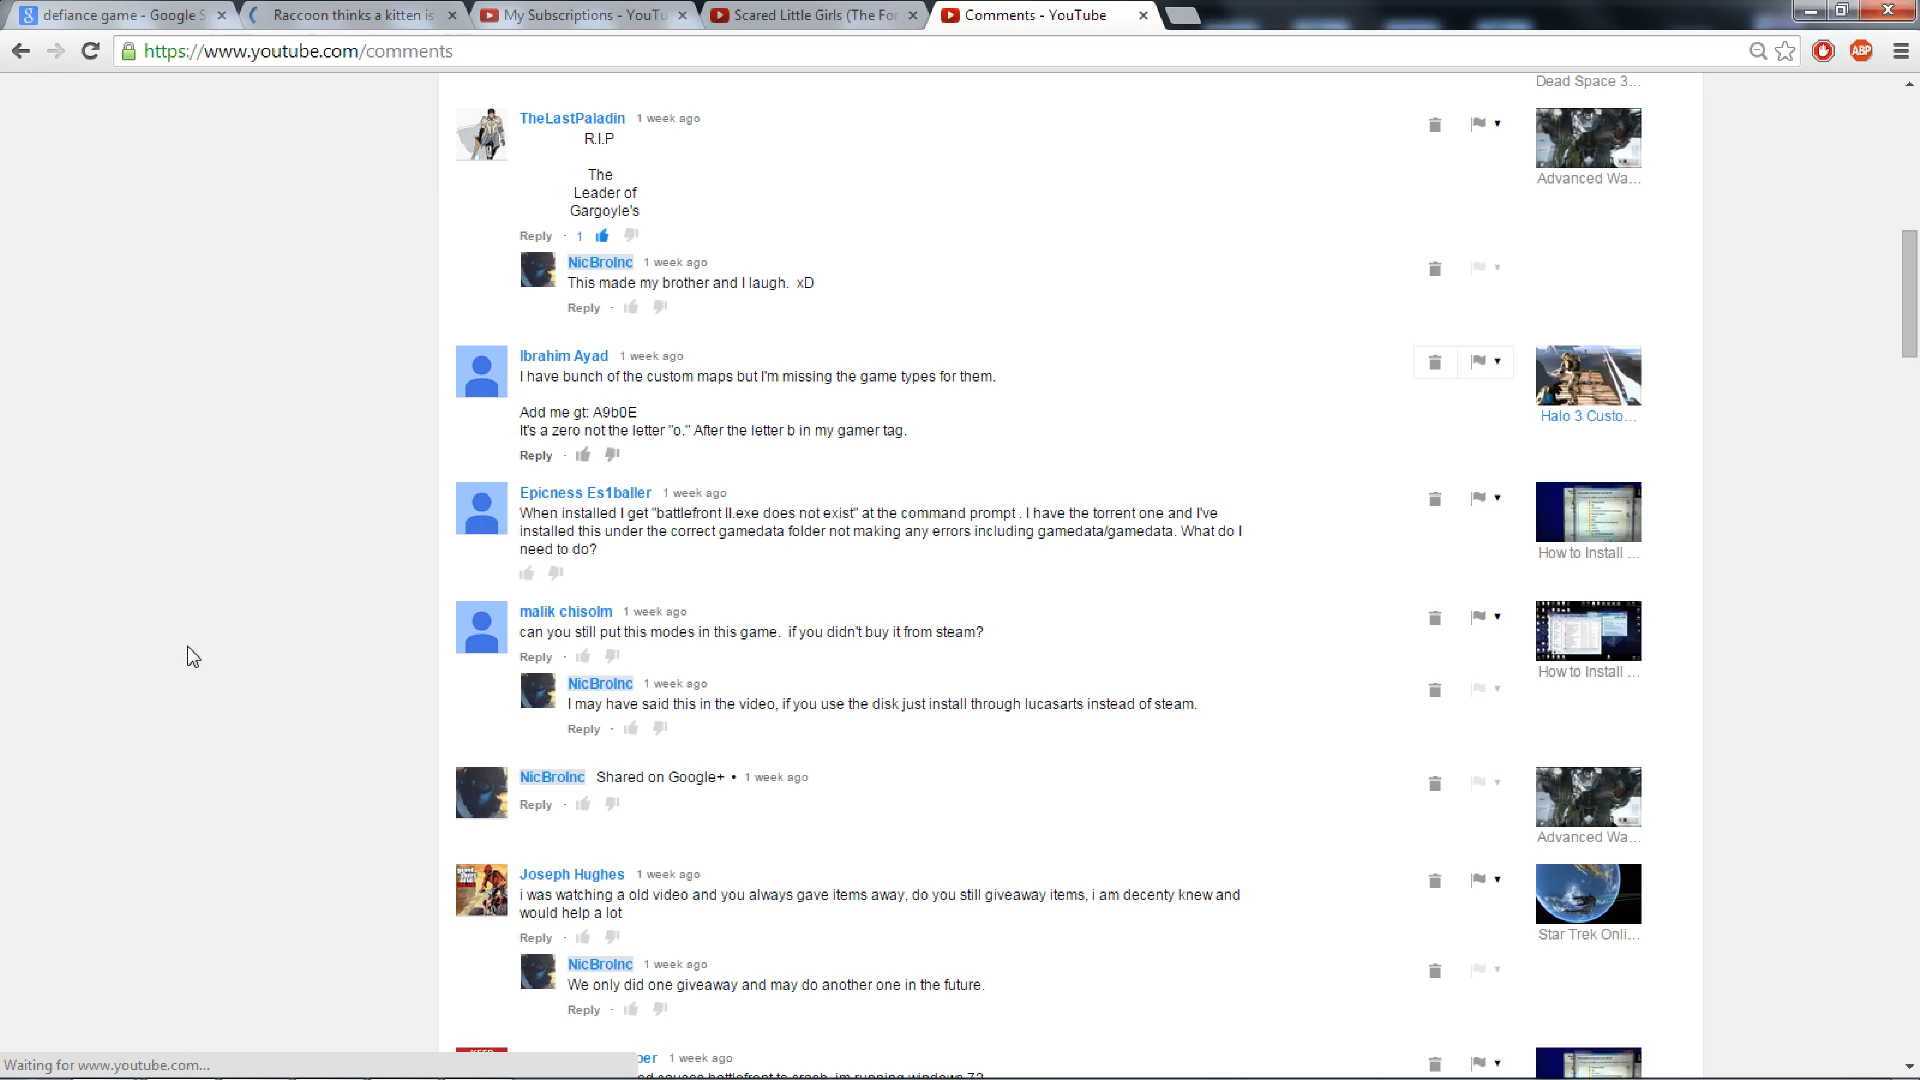 defiance game - Google S
Raccoon thinks a kitten is
My Subscriptions - YouTu
Scared Little Girls (The For
Comments - YouTube
https://www.youtube.com/comments
ABP
Dead Space 3...
TheLastPaladin 1 week ago
R.I.P
The
Leader of
Gargoyle's
Reply · 1
Advanced Wa...
NicBroInc 1 week ago
This made my brother and I laugh. xD
Reply ·
Ibrahim Ayad 1 week ago
I have bunch of the custom maps but I'm missing the game types for them.
Add me gt: A9b0E
It's a zero not the letter "o." After the letter b in my gamer tag.
Reply ·
Halo 3 Custo...
Epicness Es1baller 1 week ago
When installed I get "battlefront II.exe does not exist" at the command prompt . I have the torrent one and I've
installed this under the correct gamedata folder not making any errors including gamedata/gamedata. What do I
need to do?
How to Install ...
malik chisolm 1 week ago
can you still put this modes in this game. if you didn't buy it from steam?
Reply ·
How to Install ...
NicBroInc 1 week ago
I may have said this in the video, if you use the disk just install through lucasarts instead of steam.
Reply ·
NicBroInc Shared on Google+ • 1 week ago
Reply ·
Advanced Wa...
Joseph Hughes 1 week ago
i was watching a old video and you always gave items away, do you still giveaway items, i am decenty knew and
would help a lot
Reply ·
Star Trek Onli...
NicBroInc 1 week ago
We only did one giveaway and may do another one in the future.
Reply ·
per 1 week ago
Waiting for www.youtube.com...
battlefront to crash im running windows 7?